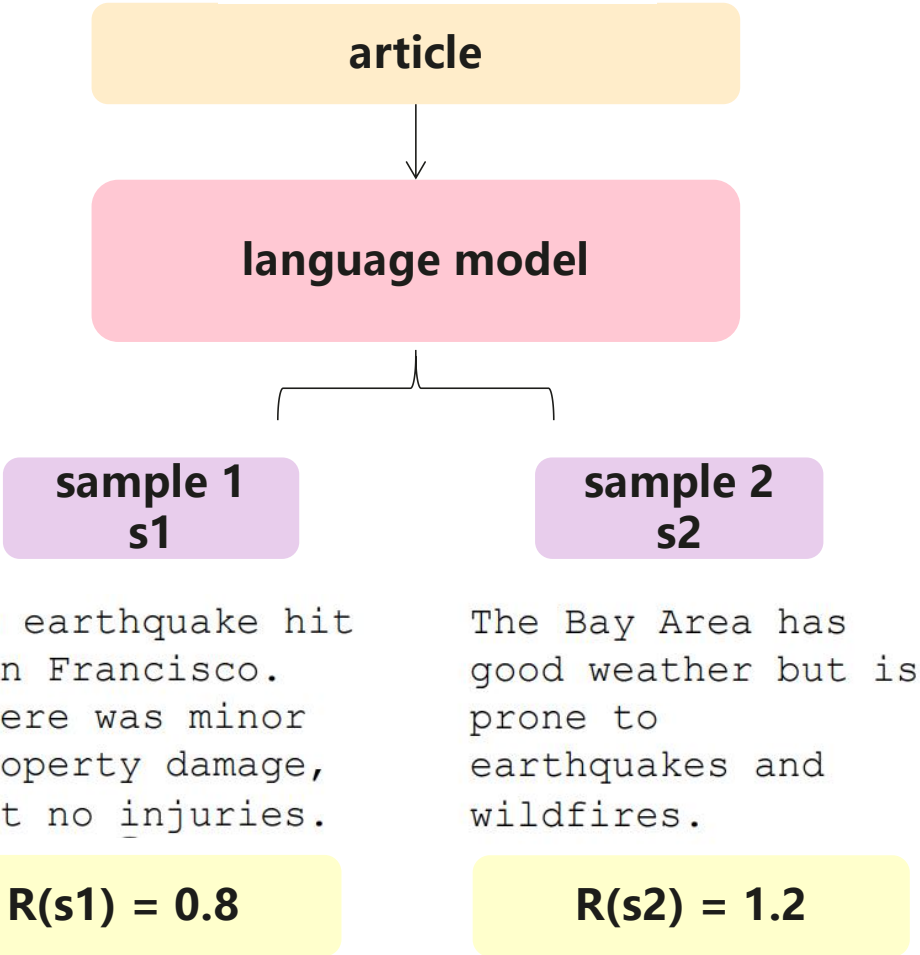 article
language model
sample 1
s1
sample 2
s2
earthquake hit
n Francisco.
ere was minor
operty damage,
t no injuries.
The Bay Area has
good weather but is
prone to
earthquakes and
wildfires.
R(s1) = 0.8
R(s2) = 1.2